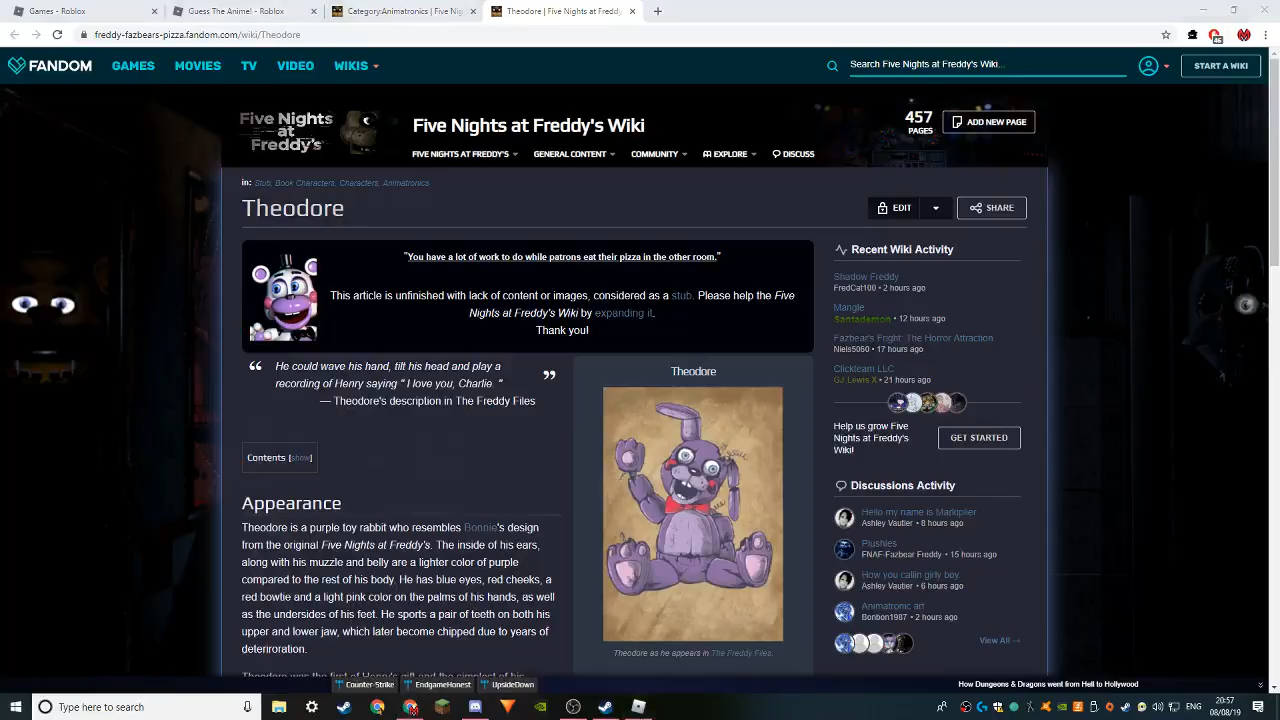 Games - Roblox
Guess The Anime! - Roblox
Category:Animatronics | Five Nig
Theodore | Five Nights at Freddy
freddy-fazbears-pizza.fandom.com/wiki/Theodore
FANDOM GAMES MOVIES TV VIDEO WIKIS
Search Five Nights at Freddy's Wiki...
START A WIKI
Five Nights
at
Freddy's
Five Nights at Freddy's Wiki
457
PAGES
ADD NEW PAGE
FIVE NIGHTS AT FREDDY'S GENERAL CONTENT COMMUNITY EXPLORE DISCUSS
in: Stub, Book Characters, Characters, Animatronics
Theodore
EDIT
SHARE
"You have a lot of work to do while patrons eat their pizza in the other room."
This article is unfinished with lack of content or images, considered as a stub. Please help the Five
Nights at Freddy's Wiki by expanding it.
Thank you!
“ He could wave his hand, tilt his head and play a
recording of Henry saying " I love you, Charlie. " ”
— Theodore's description in The Freddy Files
Contents [show]
Appearance
Theodore is a purple toy rabbit who resembles Bonnie's design
from the original Five Nights at Freddy's. The inside of his ears,
along with his muzzle and belly are a lighter color of purple
compared to the rest of his body. He has blue eyes, red cheeks, a
red bowtie and a light pink color on the palms of his hands, as well
as the undersides of his feet. He sports a pair of teeth on both his
upper and lower jaw, which later become chipped due to years of
deterrioration.
Theodore was the first of Henry's gift and the simplest of his
Theodore
Theodore as he appears in The Freddy Files.
Recent Wiki Activity
Shadow Freddy
FredCat100 • 2 hours ago
Mangle
Santademon • 12 hours ago
Fazbear's Fright: The Horror Attraction
Niels5060 • 17 hours ago
Clickteam LLC
GJ Lewis X • 21 hours ago
Help us grow Five
Nights at Freddy's
Wiki!
GET STARTED
Discussions Activity
Hello my name is Markiplier
Ashley Vautier • 8 hours ago
Plushies
FNAF-Fazbear Freddy • 15 hours ago
How you callin girly boy
Ashley Vautier • 6 hours ago
Animatronic art
Bonbon1987 • 2 hours ago
View All →
Counter-Strike EndgameHonest UpsideDown
How Dungeons & Dragons went from Hell to Hollywood
Type here to search
ENG
20:57
08/08/19